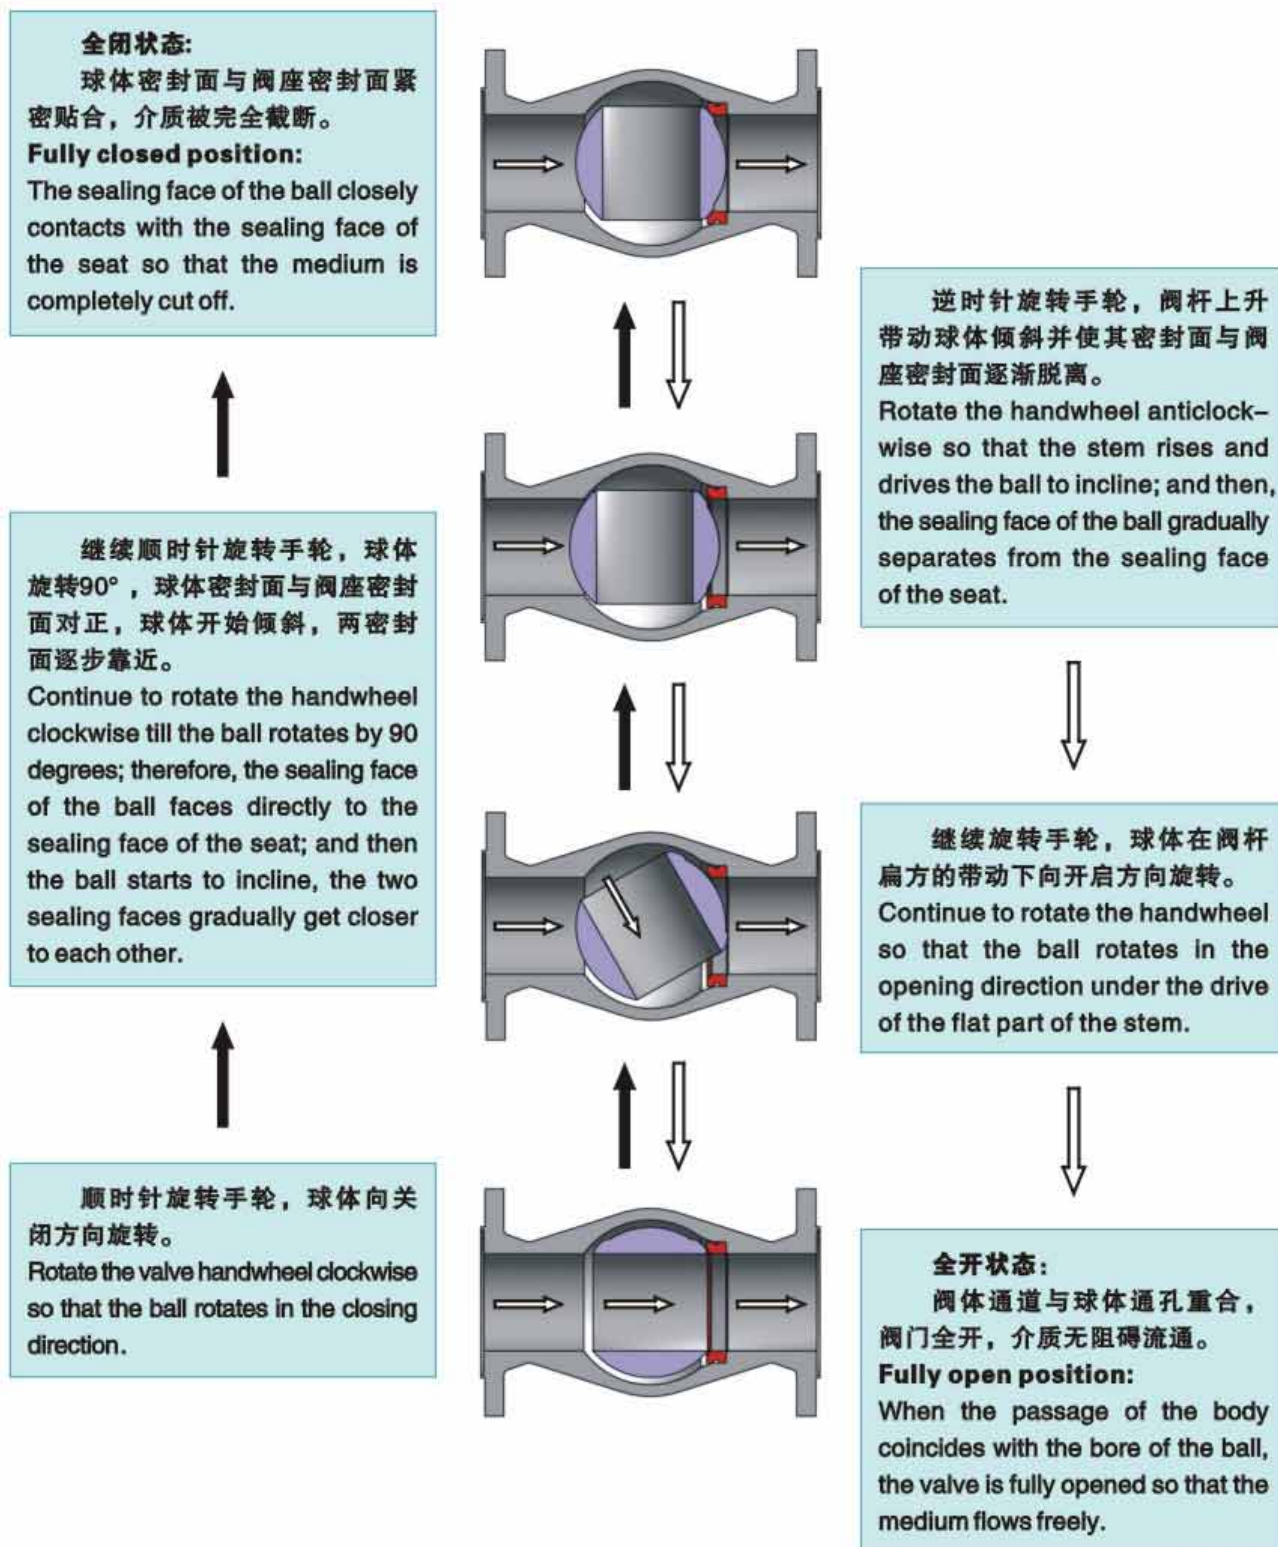 全闭状态:
球体密封面与阀座密封面紧
密贴合，介质被完全截断。
Fully closed position:
The sealing face of the ball closely
contacts with the sealing face of
the seat so that the medium is
completely cut off.
继续顺时针旋转手轮，球体
旋转90°，球体密封面与阀座密封
面对正，球体开始倾斜，两密封
面逐步靠近。
Continue to rotate the handwheel
clockwise till the ball rotates by 90
degrees; therefore, the sealing face
of the ball faces directly to the
sealing face of the seat; and then
the ball starts to incline, the two
sealing faces gradually get closer
to each other.
顺时针旋转手轮，球体向关
闭方向旋转。
Rotate the valve handwheel clockwise
so that the ball rotates in the closing
direction.
逆时针旋转手轮，阀杆上升
带动球体倾斜并使其密封面与阀
座密封面逐渐脱离。
Rotate the handwheel anticlock–
wise so that the stem rises and
drives the ball to incline; and then,
the sealing face of the ball gradually
separates from the sealing face
of the seat.
继续旋转手轮，球体在阀杆
扁方的带动下向开启方向旋转。
Continue to rotate the handwheel
so that the ball rotates in the
opening direction under the drive
of the flat part of the stem.
全开状态：
阀体通道与球体通孔重合，
阀门全开，介质无阻碍流通。
Fully open position:
When the passage of the body
coincides with the bore of the ball,
the valve is fully opened so that the
medium flows freely.